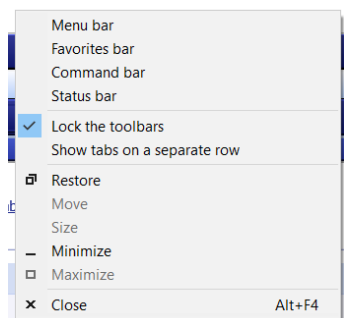 Menu bar
Favorites bar
Command bar
Status bar
Lock the toolbars
Show tabs on a separate row
Restore
Move
Size
Minimize
Maximize
Close Alt+F4